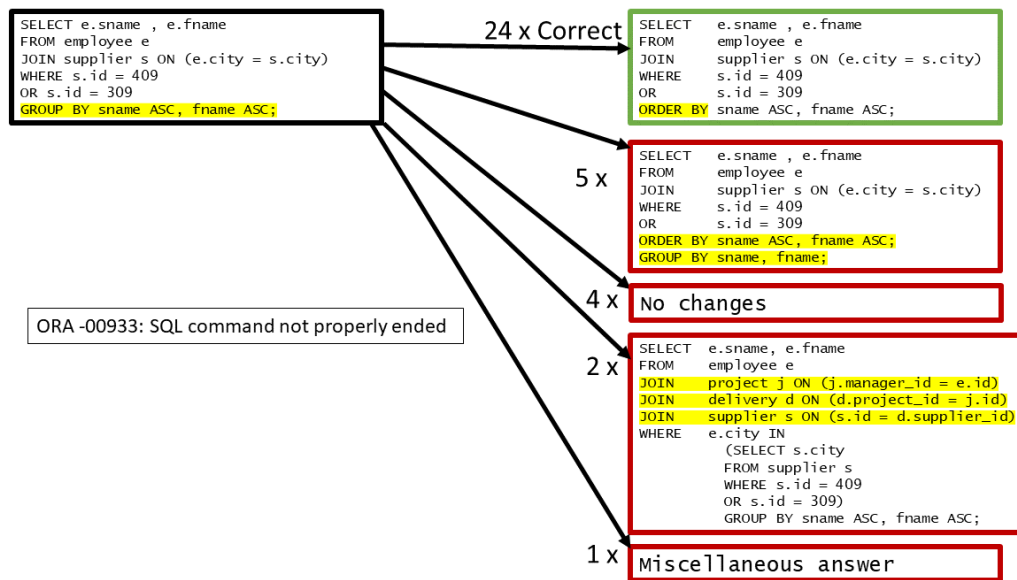 SELECT e.sname , e.fname
FROM employee e
JOIN supplier s ON (e.city = s.city)
WHERE s.id = 409
OR s.id = 309
GROUP BY sname ASC, fname ASC;
ORA -00933: SQL command not properly ended
24 x Correct
SELECT e.sname , e.fname
FROM employee e
JOIN supplier s ON (e.city = s.city)
WHERE s.id = 409
OR s.id = 309
ORDER BY sname ASC, fname ASC;
5 x
SELECT e.sname , e.fname
FROM employee e
JOIN supplier s ON (e.city = s.city)
WHERE s.id = 409
OR s.id = 309
ORDER BY sname ASC, fname ASC;
GROUP BY sname, fname;
4 x
No changes
2 x
SELECT e.sname, e.fname
FROM employee e
JOIN project j ON (j.manager_id = e.id)
JOIN delivery d ON (d.project_id = j.id)
JOIN supplier s ON (s.id = d.supplier_id)
WHERE e.city IN
(SELECT s.city
FROM supplier s
WHERE s.id = 409
OR s.id = 309)
GROUP BY sname ASC, fname ASC;
1 x
Miscellaneous answer